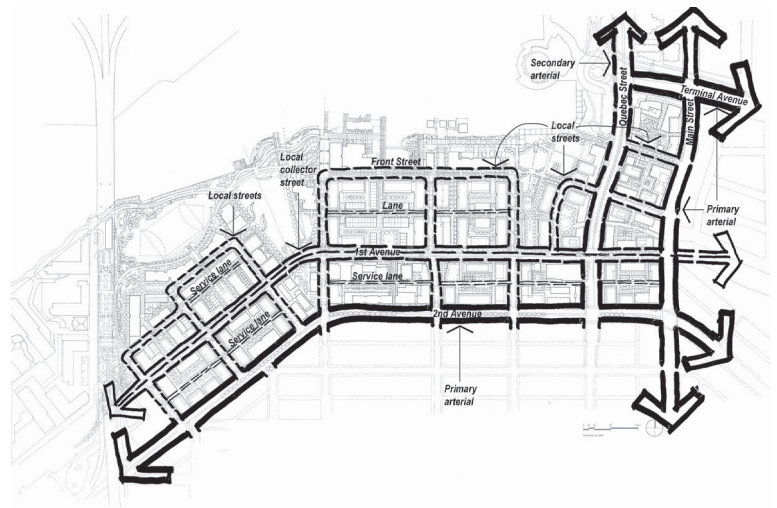 Secondary
arterial
Quebec Street
Terminal Avenue
Main Street
Local
streets
Local
collector
street
Front Street
Local streets
Lane
Primary
arterial
1st Avenue
Service lane
Service lane
Service lane
2nd Avenue
Primary
arterial